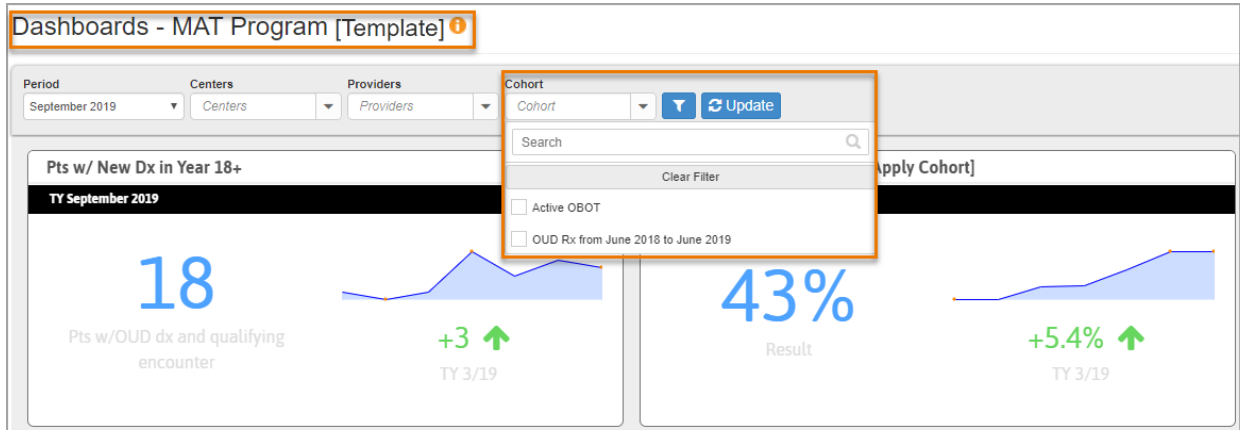 Dashboards - MAT Program [Template]
Period Centers Providers Cohort
September 2019 Centers Providers Cohort Update
Search
Clear Filter
Active OBOT
OUD Rx from June 2018 to June 2019
Pts w/ New Dx in Year 18+
Apply Cohort]
TY September 2019
18
Pts w/OUD dx and qualifying
encounter
+3
TY 3/19
43%
Result
+5.4%
TY 3/19